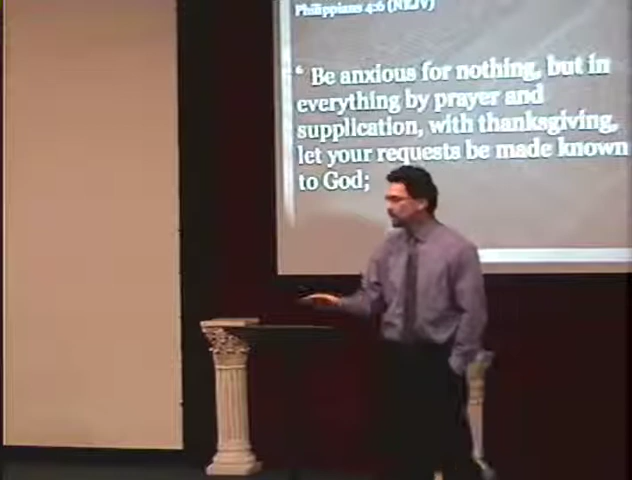 Philippians 4:6 (NKJV)
6 Be anxious for nothing, but in
everything by prayer and
supplication, with thanksgiving,
let your requests be made known
to God;